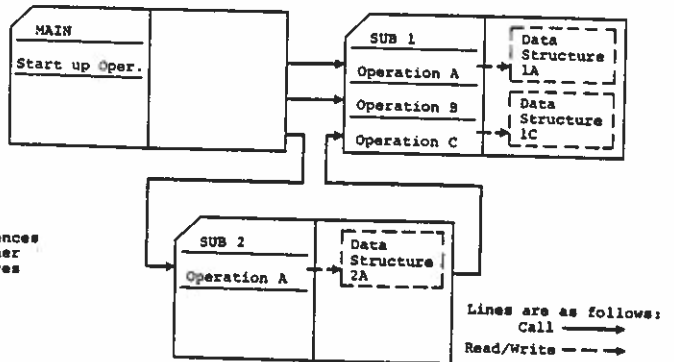 MAIN
Start up Oper.
SUB 1
Operation A
Operation B
Operation C
Data
Structure
1A
Data
Structure
1C
SUB 2
Operation A
Data
Structure
2A
Lines are as follows:
Call
Read/Write